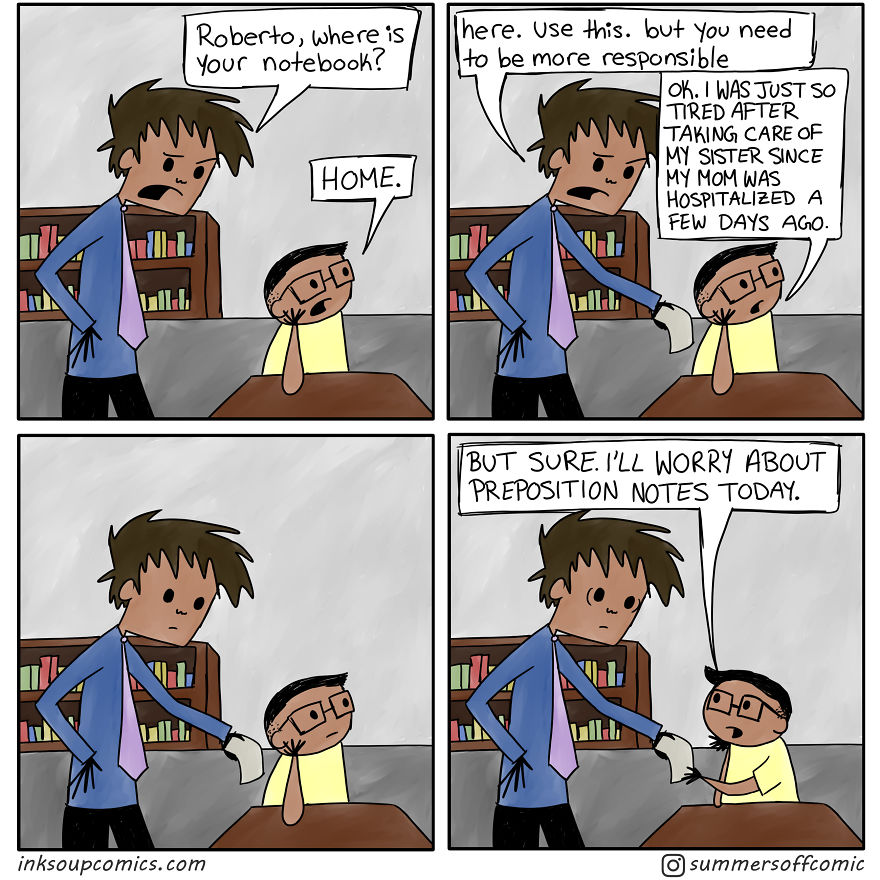 Roberto, where is
your notebook?
HOME.
here. Use this. but you need
to be more responsible
OK. I WAS JUST SO
TIRED AFTER
TAKING CARE OF
MY SISTER SINCE
MY MOM WAS
HOSPITALIZED A
FEW DAYS AGO.
BUT SURE. I'LL WORRY ABOUT
PREPOSITION NOTES TODAY.
inksoupcomics.com
summersoffcomic